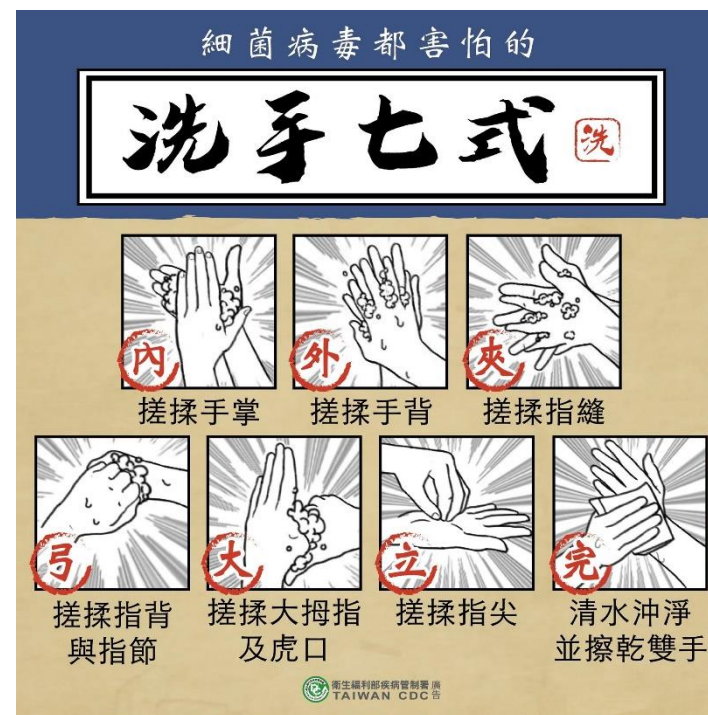 細菌病毒都害怕的
洗手七式 洗
內 外 夾
搓揉手掌 搓揉手背 搓揉指縫
弓 大 立 完
搓揉指背 搓揉大拇指 搓揉指尖 清水沖淨
與指節 及虎口 並擦乾雙手
衛生福利部疾病管制署 廣告
TAIWAN CDC